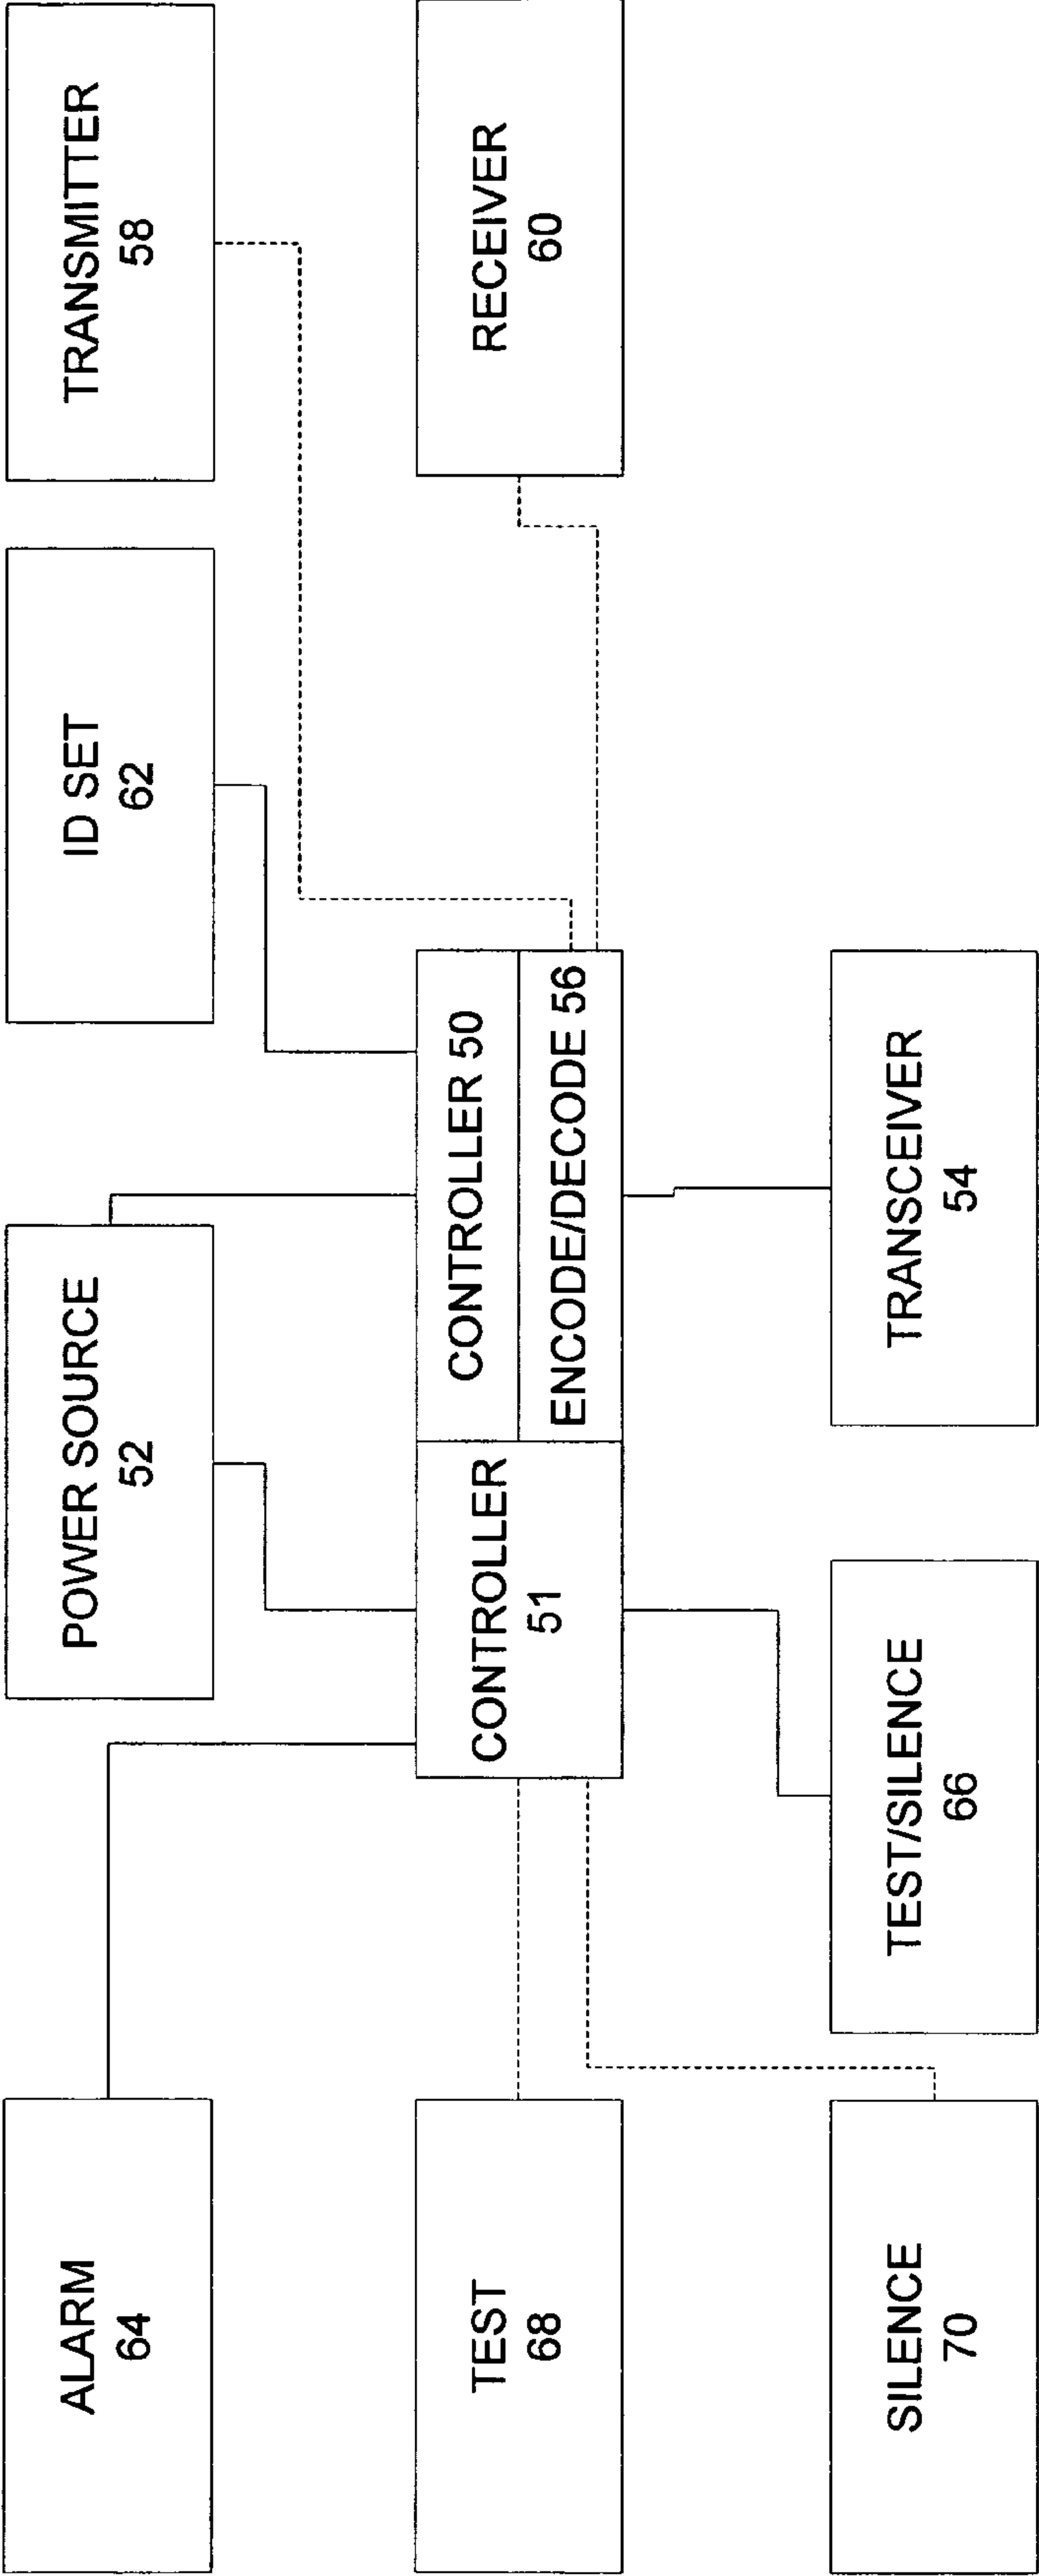 ALARM
64
POWER SOURCE
52
ID SET
62
TRANSMITTER
58
TEST
68
CONTROLLER
51
CONTROLLER 50
ENCODE/DECODE 56
RECEIVER
60
SILENCE
70
TEST/SILENCE
66
TRANSCEIVER
54